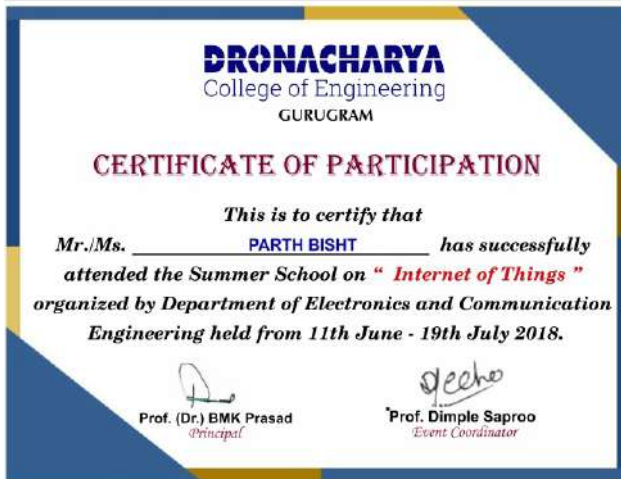 DRONACHARYA
College of Engineering
GURUGRAM
CERTIFICATE OF PARTICIPATION
This is to certify that
Mr./Ms. PARTH BISHT has successfully
attended the Summer School on “ Internet of Things ”
organized by Department of Electronics and Communication
Engineering held from 11th June - 19th July 2018.
Prof. (Dr.) BMK Prasad
Principal
Prof. Dimple Saproo
Event Coordinator